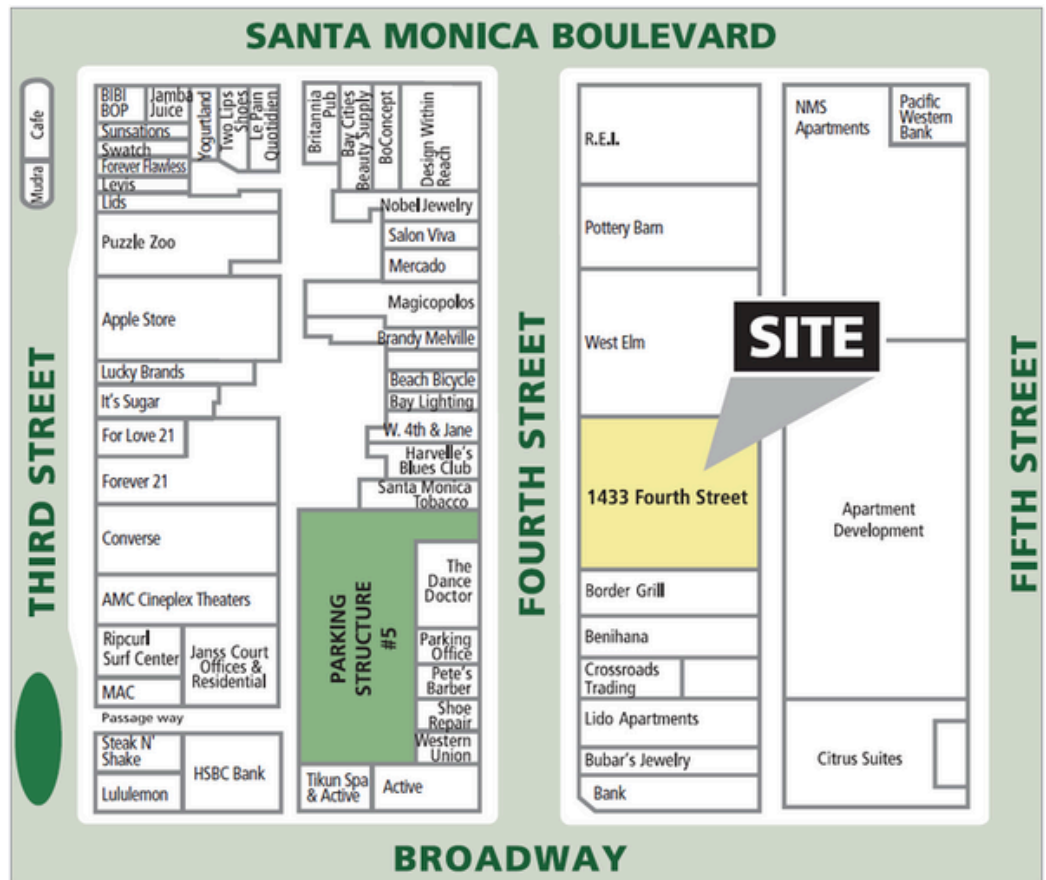 SANTA MONICA BOULEVARD
Cafe
Mudra
THIRD STREET
BIBI
BOP
Jamba
Juice
Yogurtland
Two Lips
Shoes
Le Pain
Quotidien
Sunsations
Swatch
Forever Flawless
Levis
Lids
Puzzle Zoo
Apple Store
Lucky Brands
It's Sugar
For Love 21
Forever 21
Converse
AMC Cineplex Theaters
Ripcurl
Surf Center
Janss Court
Offices &
Residential
MAC
Passage way
Steak N'
Shake
HSBC Bank
Lululemon
Britannia
Pub
Bay Cities
Beauty Supply
BoConcept
Design Within
Reach
Nobel Jewelry
Salon Viva
Mercado
Magicopolos
Brandy Melville
Beach Bicycle
Bay Lighting
W. 4th & Jane
Harvelle's
Blues Club
Santa Monica
Tobacco
PARKING
STRUCTURE
#5
The
Dance
Doctor
Parking
Office
Pete's
Barber
Shoe
Repair
Western
Union
Tikun Spa
& Active
Active
FOURTH STREET
R.E.I.
Pottery Barn
West Elm
SITE
1433 Fourth Street
Border Grill
Benihana
Crossroads
Trading
Lido Apartments
Bubar's Jewelry
Bank
NMS
Apartments
Pacific
Western
Bank
Apartment
Development
Citrus Suites
FIFTH STREET
BROADWAY